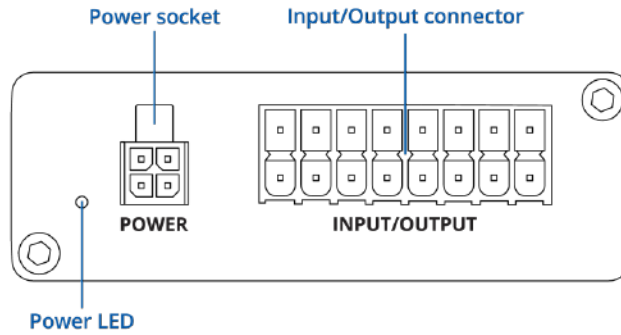 Power socket
Input/Output connector
POWER
INPUT/OUTPUT
Power LED